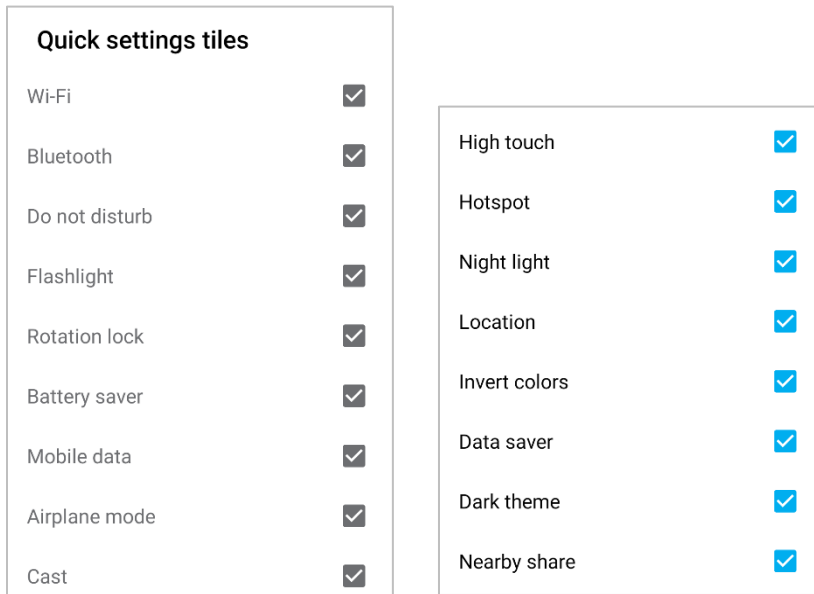 Quick settings tiles
Wi-Fi
Bluetooth
Do not disturb
Flashlight
Rotation lock
Battery saver
Mobile data
Airplane mode
Cast
High touch
Hotspot
Night light
Location
Invert colors
Data saver
Dark theme
Nearby share